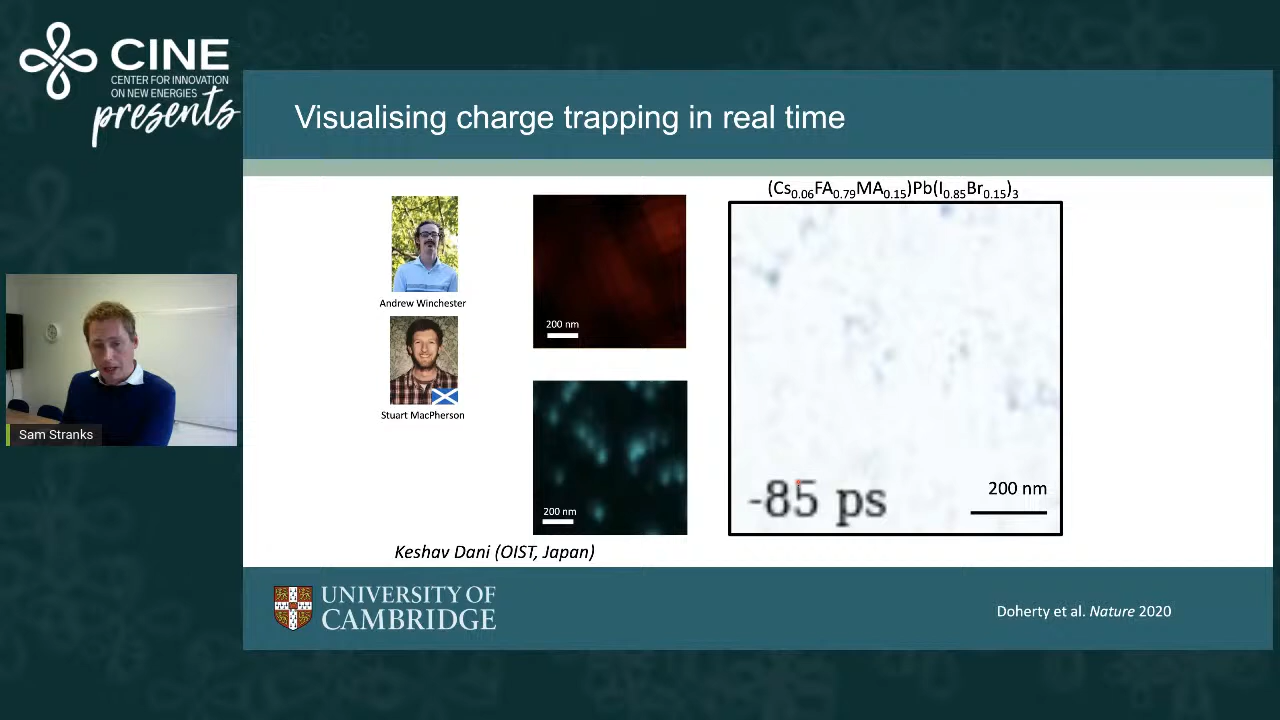 CINE
CENTER FOR INNOVATION
ON NEW ENERGIES
presents
Visualising charge trapping in real time
(Cs0.06FA0.79MA0.15)Pb(I0.85Br0.15)3
Andrew Winchester
200 nm
Sam Stranks
Stuart MacPherson
200 nm
-85 ps
200 nm
Keshav Dani (OIST, Japan)
UNIVERSITY OF
CAMBRIDGE
Doherty et al. Nature 2020